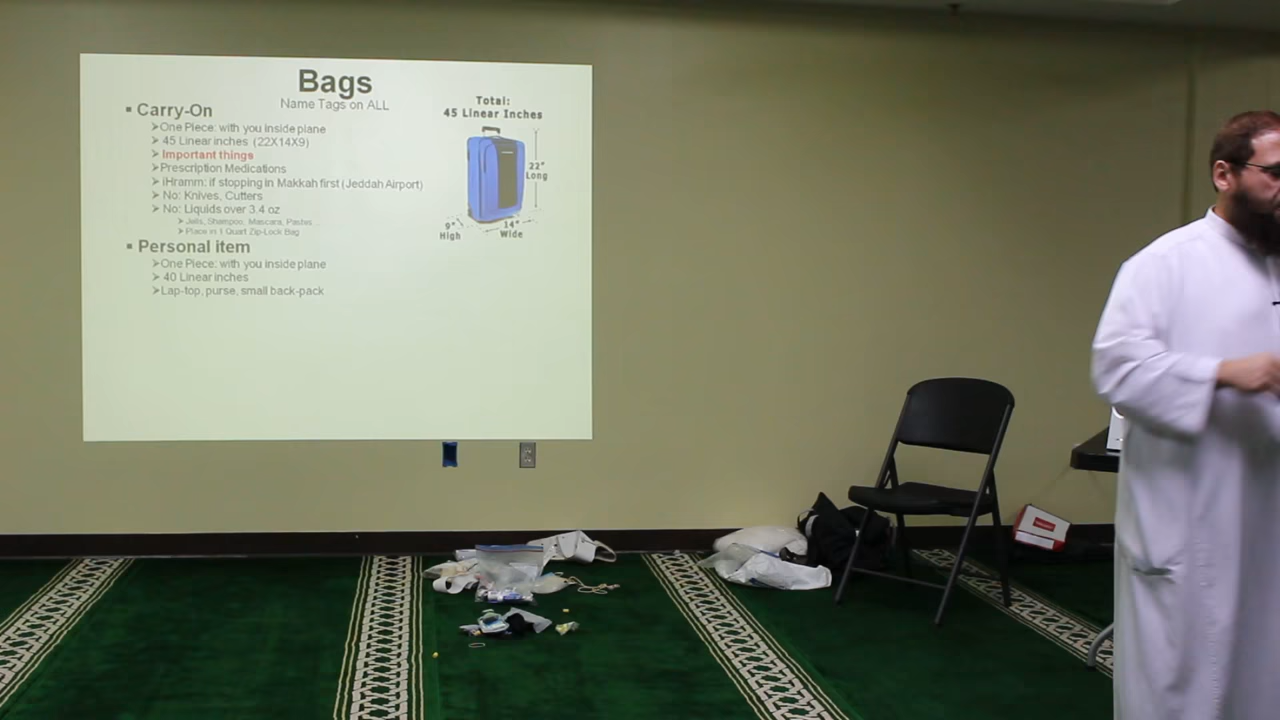 Bags
Name Tags on ALL
▪ Carry-On
➢One Piece: with you inside plane
➢45 Linear inches (22X14X9)
➢Important things
➢Prescription Medications
➢iHramm: if stopping in Makkah first (Jeddah Airport)
➢No: Knives, Cutters
➢No: Liquids over 3.4 oz
➢Jells, Shampoo, Mascara, Pastes...
➢Place in 1 Quart Zip-Lock Bag
▪ Personal item
➢One Piece: with you inside plane
➢40 Linear inches
➢Lap-top, purse, small back-pack
Total:
45 Linear Inches
22"
Long
9"
High
14"
Wide